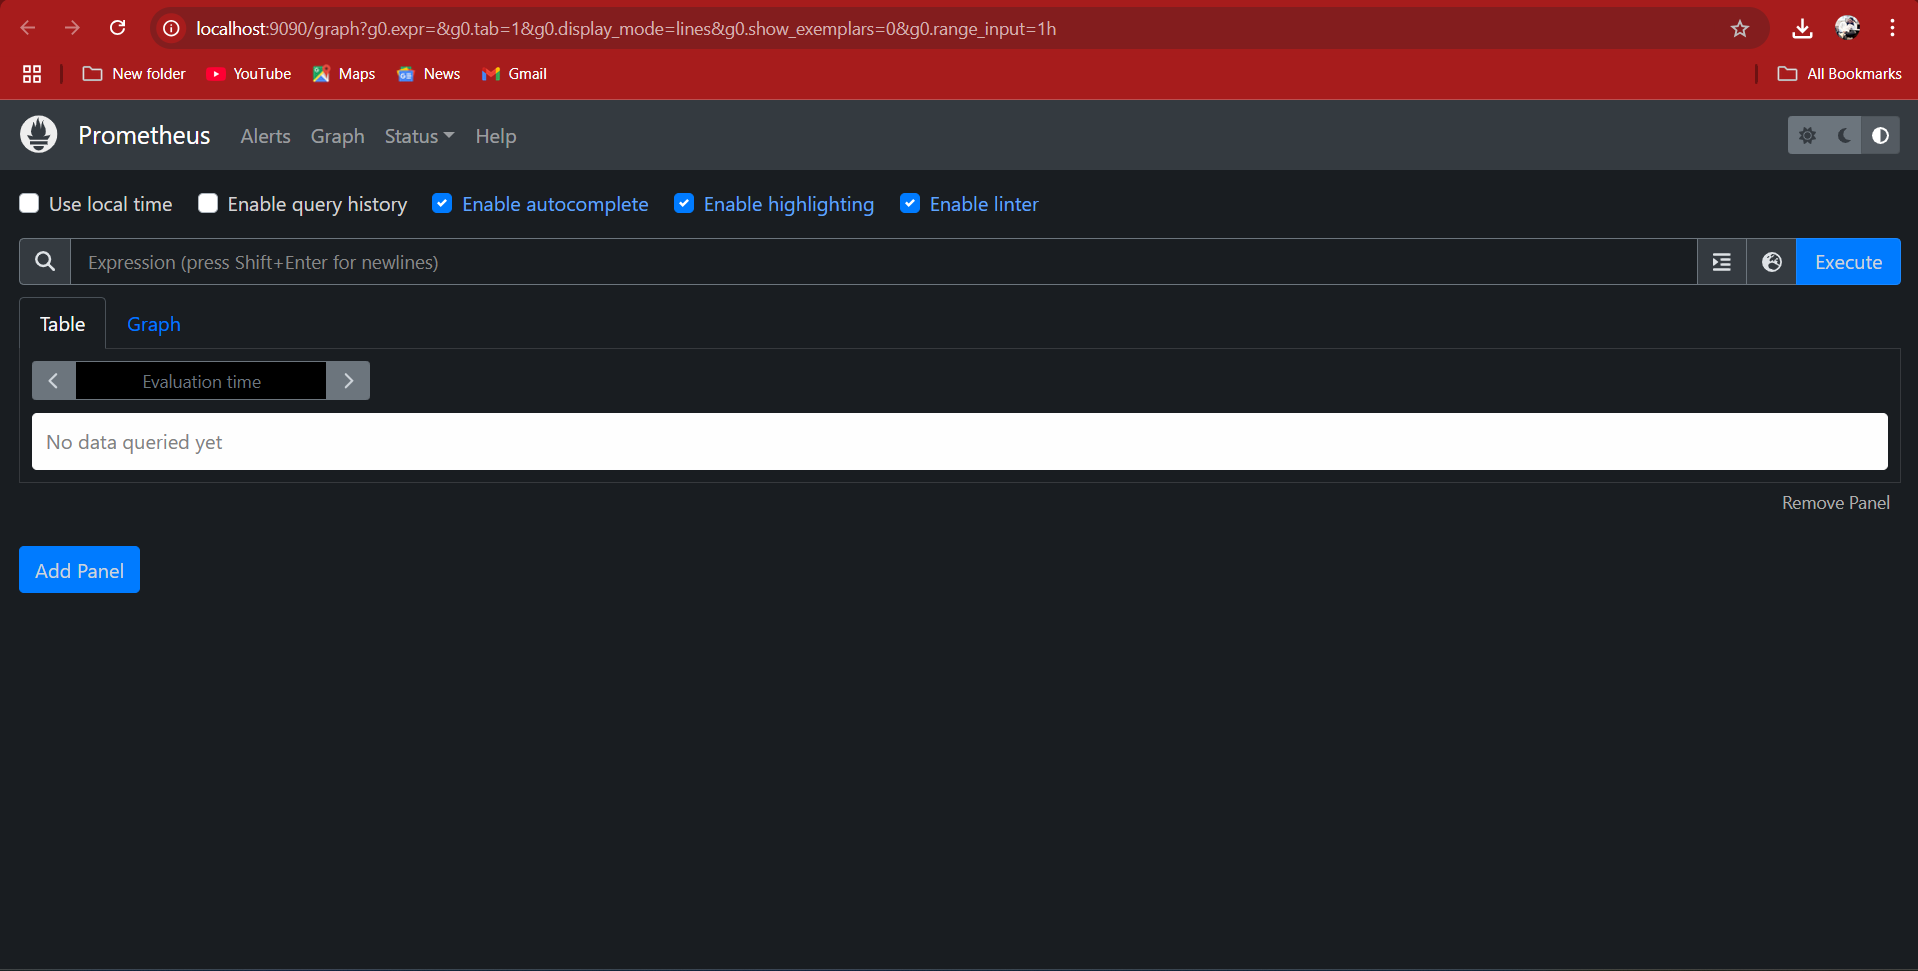 localhost:9090/graph?g0.expr=&g0.tab=1&g0.display_mode=lines&g0.show_exemplars=0&g0.range_input=1h
New folder YouTube Maps News Gmail All Bookmarks
Prometheus Alerts Graph Status Help
Use local time Enable query history Enable autocomplete Enable highlighting Enable linter
Expression (press Shift+Enter for newlines) Execute
Table Graph
Evaluation time
No data queried yet
Remove Panel
Add Panel